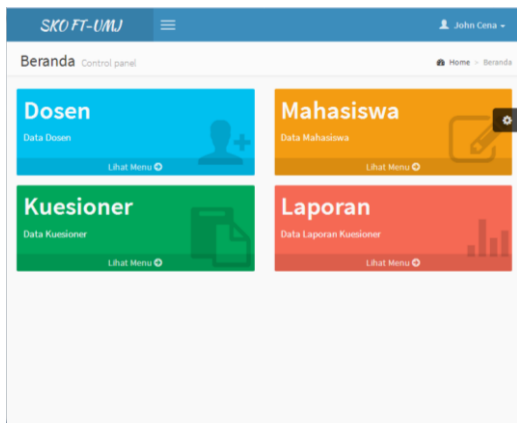 SKO FT-UMJ
John Cena
Beranda Control panel
Home > Beranda
Dosen
Data Dosen
Lihat Menu
Mahasiswa
Data Mahasiswa
Lihat Menu
Kuesioner
Data Kuesioner
Lihat Menu
Laporan
Data Laporan Kuesioner
Lihat Menu